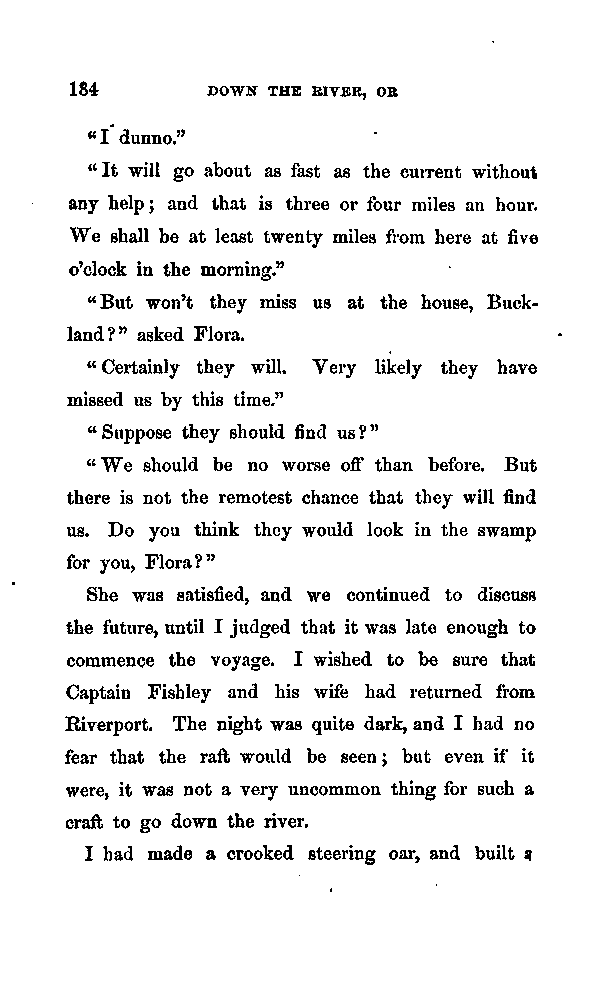 184 DOWN THE RIVER, OR
“I dunno.”
“It will go about as fast as the current without
any help; and that is three or four miles an hour.
We shall be at least twenty miles from here at five
o’clock in the morning.”
“But won’t they miss us at the house, Buck-
land?” asked Flora.
“Certainly they will. Very likely they have
missed us by this time.”
“Suppose they should find us?”
“We should be no worse off than before. But
there is not the remotest chance that they will find
us. Do you think they would look in the swamp
for you, Flora?”
She was satisfied, and we continued to discuss
the future, until I judged that it was late enough to
commence the voyage. I wished to be sure that
Captain Fishley and his wife had returned from
Riverport. The night was quite dark, and I had no
fear that the raft would be seen; but even if it
were, it was not a very uncommon thing for such a
craft to go down the river.
I had made a crooked steering oar, and built a